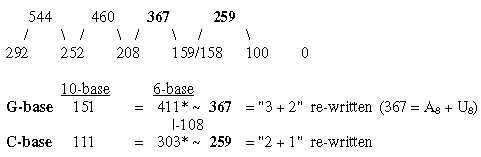 544 460 367 259
/ \ / \ / \ / \
292 252 208 159/158 100 0
10-base 6-base
G-base 151 = 411* ~ 367 = "3 + 2" re-written (367 = A₈ + U₈)
|-108
C-base 111 = 303* ~ 259 = "2 + 1" re-written